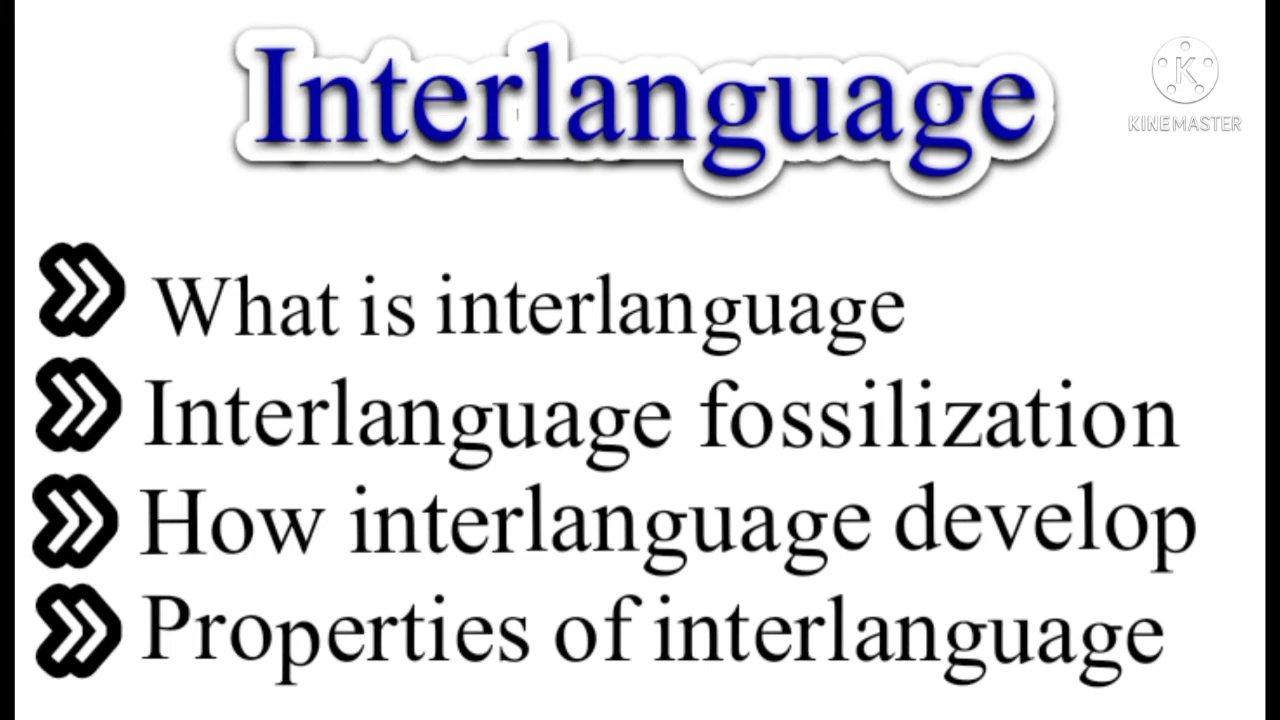 Interlanguage
K
KINEMASTER
What is interlanguage
Interlanguage fossilization
How interlanguage develop
Properties of interlanguage